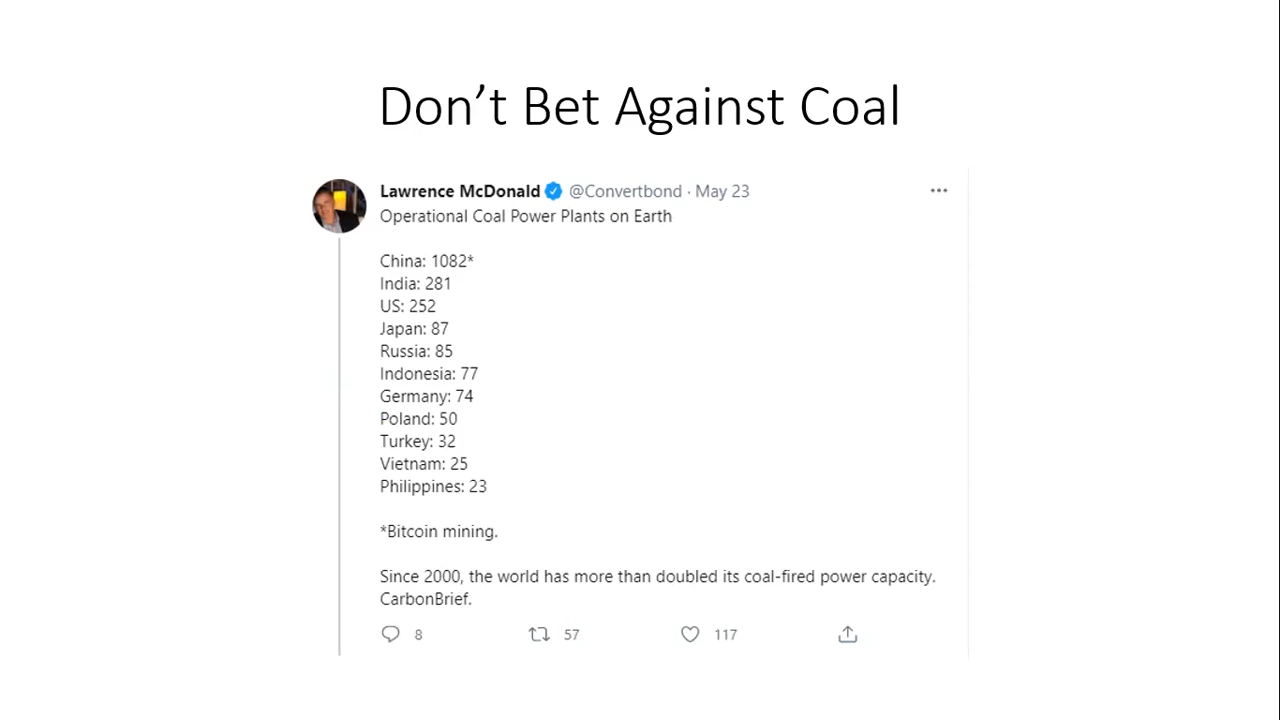 Don’t Bet Against Coal
Lawrence McDonald @Convertbond · May 23
Operational Coal Power Plants on Earth
China: 1082*
India: 281
US: 252
Japan: 87
Russia: 85
Indonesia: 77
Germany: 74
Poland: 50
Turkey: 32
Vietnam: 25
Philippines: 23
*Bitcoin mining.
Since 2000, the world has more than doubled its coal-fired power capacity.
CarbonBrief.
8 57 117